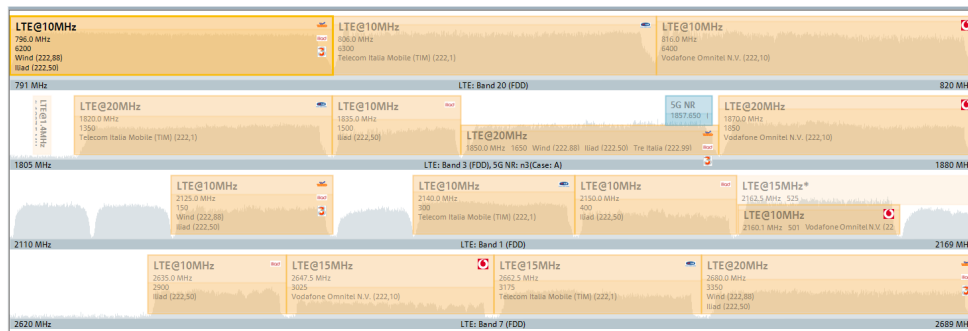 LTE@10MHz
796.0 MHz
6200
Wind (222,88)
Iliad (222,50)
LTE@10MHz
806.0 MHz
6300
Telecom Italia Mobile (TIM) (222,1)
LTE@10MHz
816.0 MHz
6400
Vodafone Omnitel N.V. (222,10)
791 MHz
LTE: Band 20 (FDD)
820 MHz
LTE@1.4MHz
LTE@20MHz
1820.0 MHz
1350
Telecom Italia Mobile (TIM) (222,1)
LTE@10MHz
1835.0 MHz
1500
Iliad (222,50)
LTE@20MHz
1850.0 MHz 1650 Wind (222,88) Iliad (222,50) Tre Italia (222,99)
5G NR
1857.650
LTE@20MHz
1870.0 MHz
1850
Vodafone Omnitel N.V. (222,10)
1805 MHz
LTE: Band 3 (FDD), 5G NR: n3(Case: A)
1880 MHz
LTE@10MHz
2125.0 MHz
150
Wind (222,88)
Iliad (222,50)
LTE@10MHz
2140.0 MHz
300
Telecom Italia Mobile (TIM) (222,1)
LTE@10MHz
2150.0 MHz
400
Iliad (222,50)
LTE@15MHz*
2162.5 MHz 525
LTE@10MHz
2160.1 MHz 501 Vodafone Omnitel N.V. (22
2110 MHz
LTE: Band 1 (FDD)
2169 MH
LTE@10MHz
2635.0 MHz
2900
Iliad (222,50)
LTE@15MHz
2647.5 MHz
3025
Vodafone Omnitel N.V. (222,10)
LTE@15MHz
2662.5 MHz
3175
Telecom Italia Mobile (TIM) (222,1)
LTE@20MHz
2680.0 MHz
3350
Wind (222,88)
Iliad (222,50)
2620 MHz
LTE: Band 7 (FDD)
2689 MH